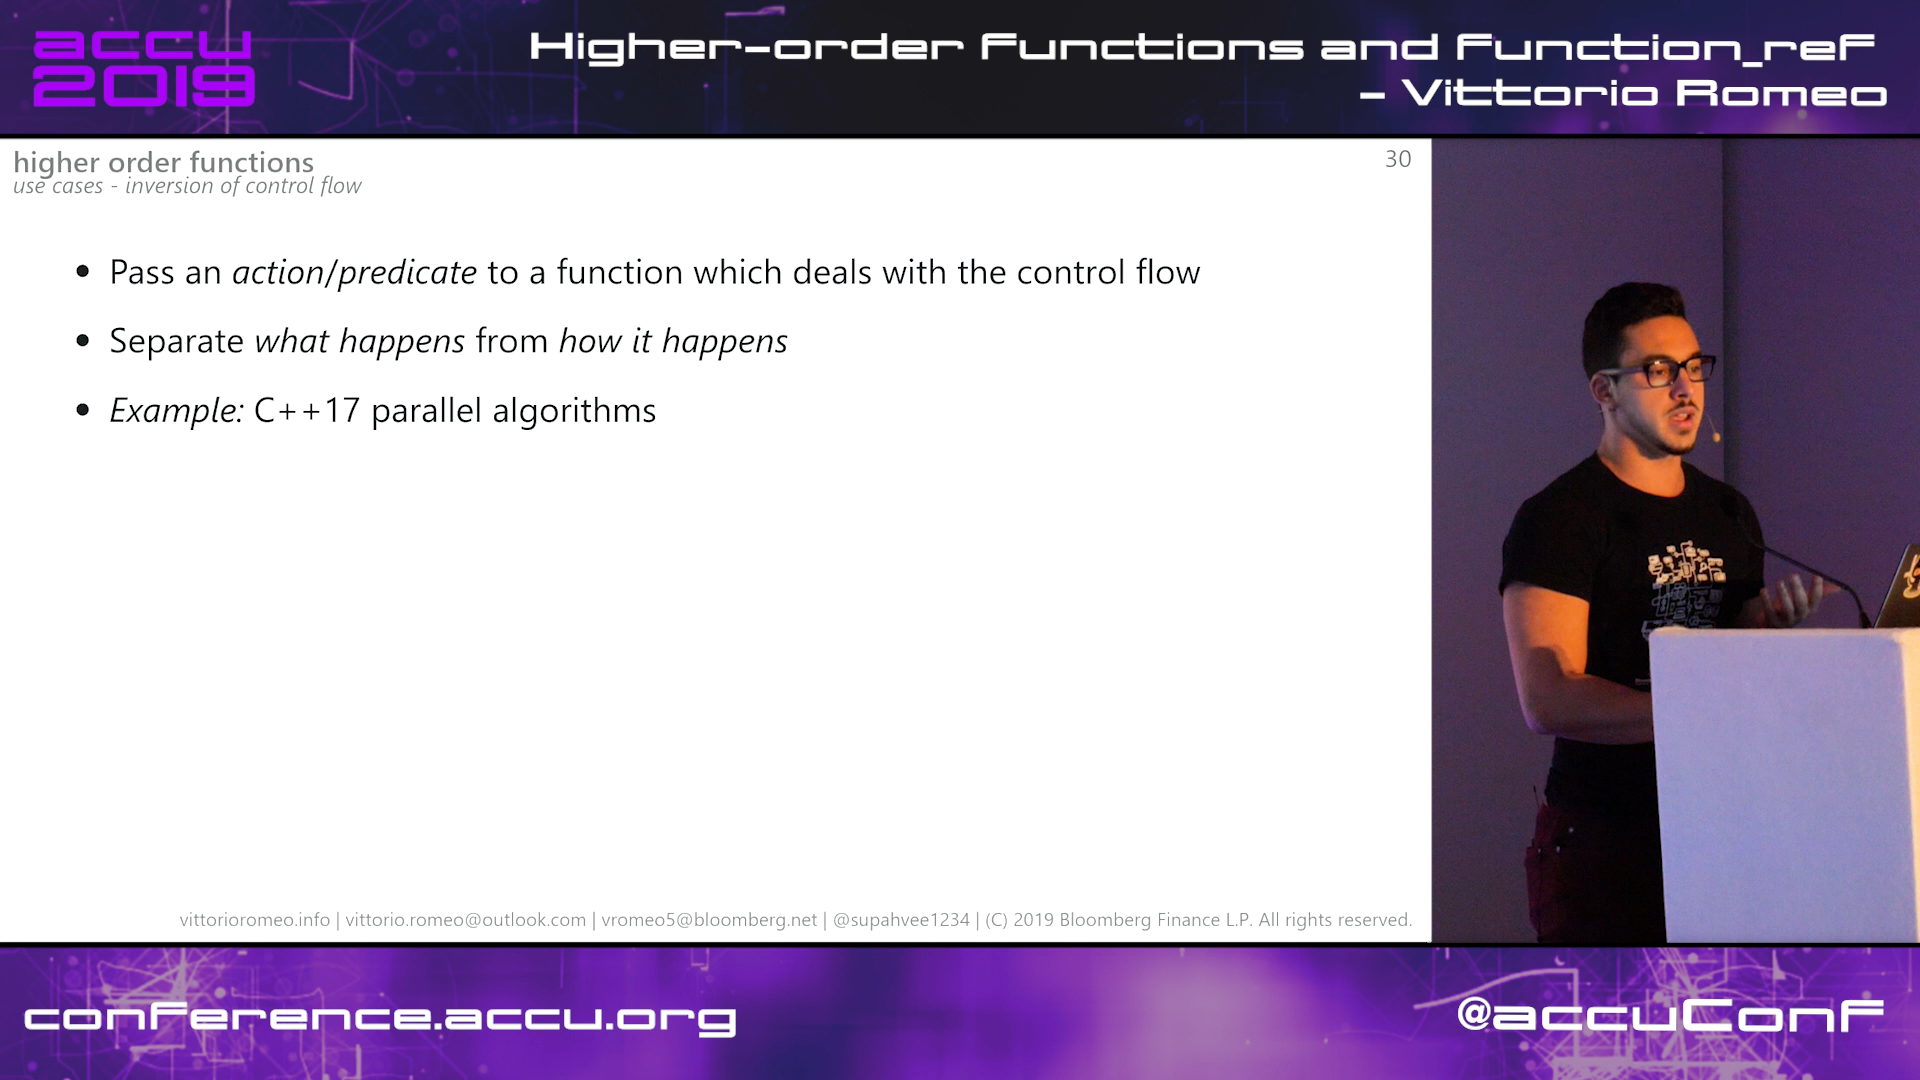 accu
2019
Higher-order Functions and function_ref
- Vittorio Romeo
higher order functions
30
use cases - inversion of control flow
• Pass an action/predicate to a function which deals with the control flow
• Separate what happens from how it happens
• Example: C++17 parallel algorithms
vittorioromeo.info | vittorio.romeo@outlook.com | vromeo5@bloomberg.net | @supahvee1234 | (C) 2019 Bloomberg Finance L.P. All rights reserved.
conference.accu.org
@accuConf